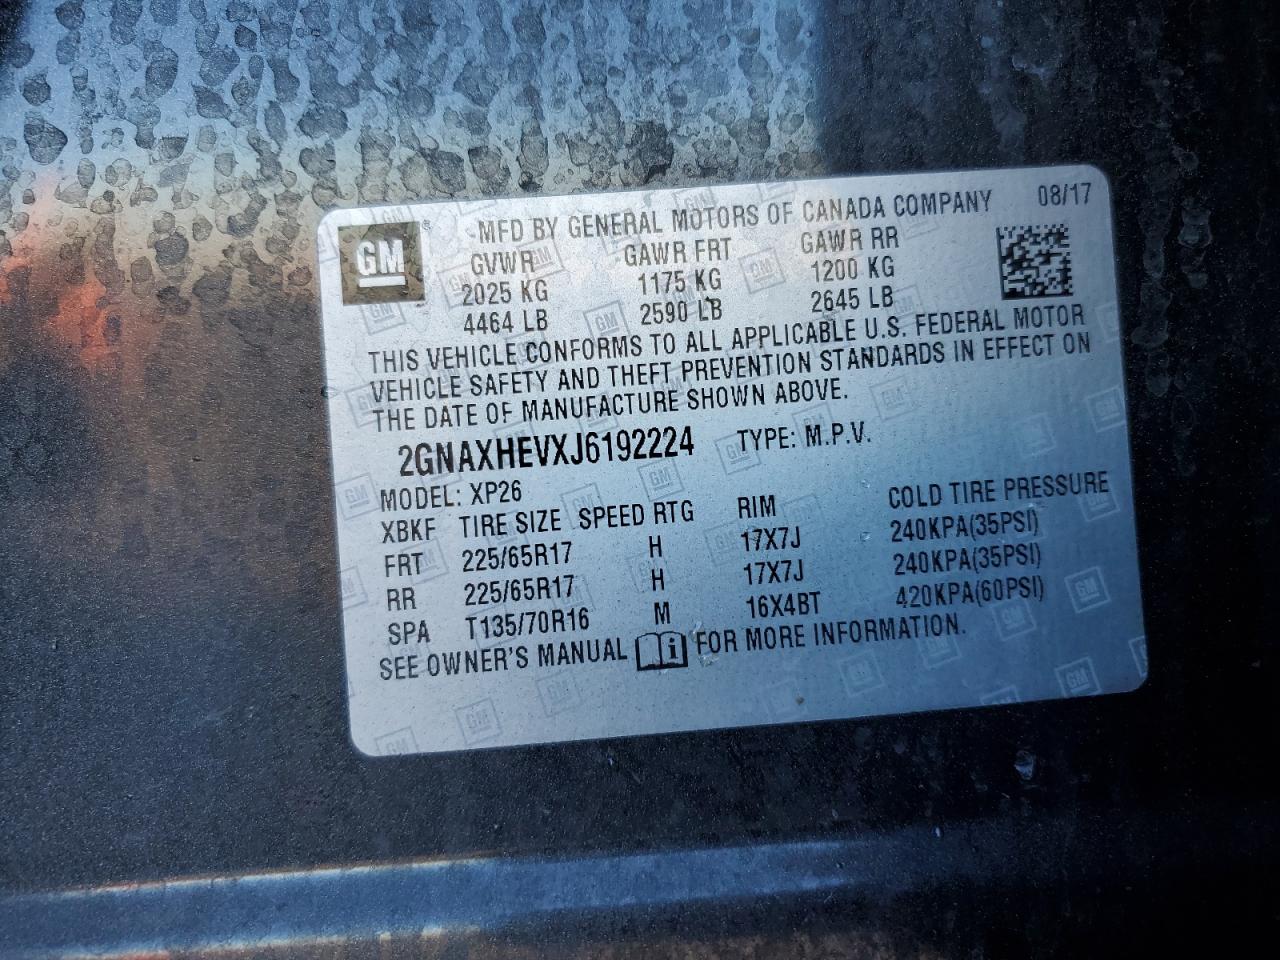 GM MFD BY GENERAL MOTORS OF CANADA COMPANY 08/17
GVWR GAWR FRT GAWR RR
2025 KG 1175 KG 1200 KG
4464 LB 2590 LB 2645 LB
THIS VEHICLE CONFORMS TO ALL APPLICABLE U.S. FEDERAL MOTOR
VEHICLE SAFETY AND THEFT PREVENTION STANDARDS IN EFFECT ON
THE DATE OF MANUFACTURE SHOWN ABOVE.
2GNAXHEVXJ6192224 TYPE: M.P.V.
MODEL: XP26
XBKF TIRE SIZE SPEED RTG RIM COLD TIRE PRESSURE
FRT 225/65R17 H 17X7J 240KPA(35PSI)
RR 225/65R17 H 17X7J 240KPA(35PSI)
SPA T135/70R16 M 16X4BT 420KPA(60PSI)
SEE OWNER'S MANUAL i FOR MORE INFORMATION.